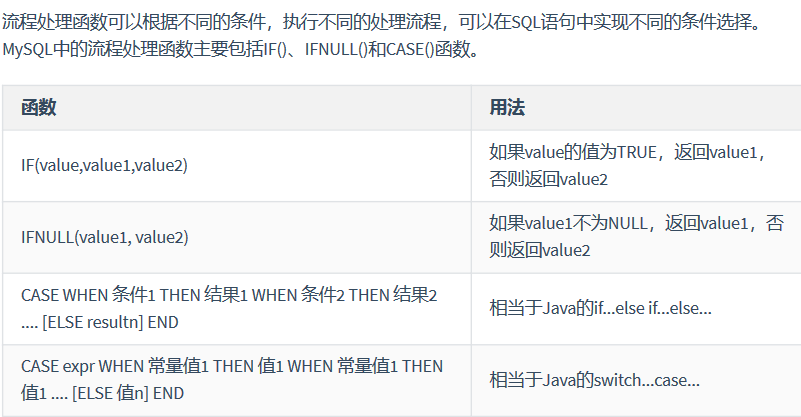 流程处理函数可以根据不同的条件，执行不同的处理流程，可以在SQL语句中实现不同的条件选择。
MySQL中的流程处理函数主要包括IF()、IFNULL()和CASE()函数。
函数
用法
IF(value,value1,value2)
如果value的值为TRUE，返回value1，
否则返回value2
IFNULL(value1, value2)
如果value1不为NULL，返回value1，否
则返回value2
CASE WHEN 条件1 THEN 结果1 WHEN 条件2 THEN 结果2
.... [ELSE resultn] END
相当于Java的if...else if...else...
CASE expr WHEN 常量值1 THEN 值1 WHEN 常量值1 THEN
值1 .... [ELSE 值n] END
相当于Java的switch...case...